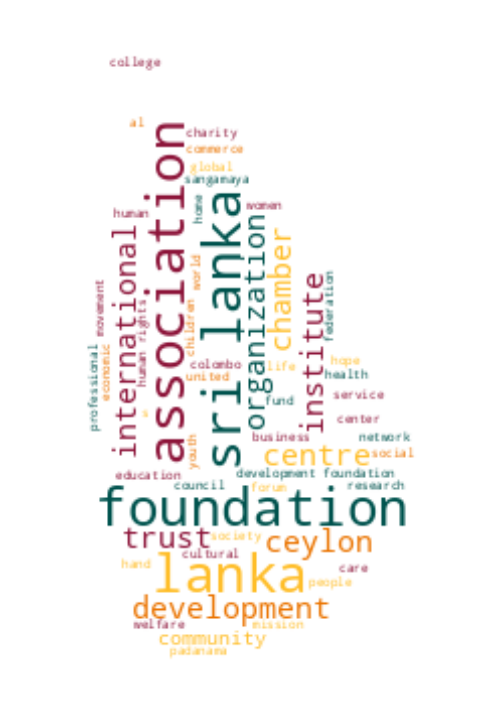 college
al
charity
commerce
global
sangamaya
association
sri lanka
home
women
human
international
organization
chamber
world
institute
federation
movement
human rights
children
professional
economic
colombo
united
life
hope
health
fund
service
s
center
youth
business
network
centre
social
education
development foundation
council
forum
research
foundation
trust
society
ceylon
cultural
hand
lanka
care
people
development
welfare
mission
community
padanama